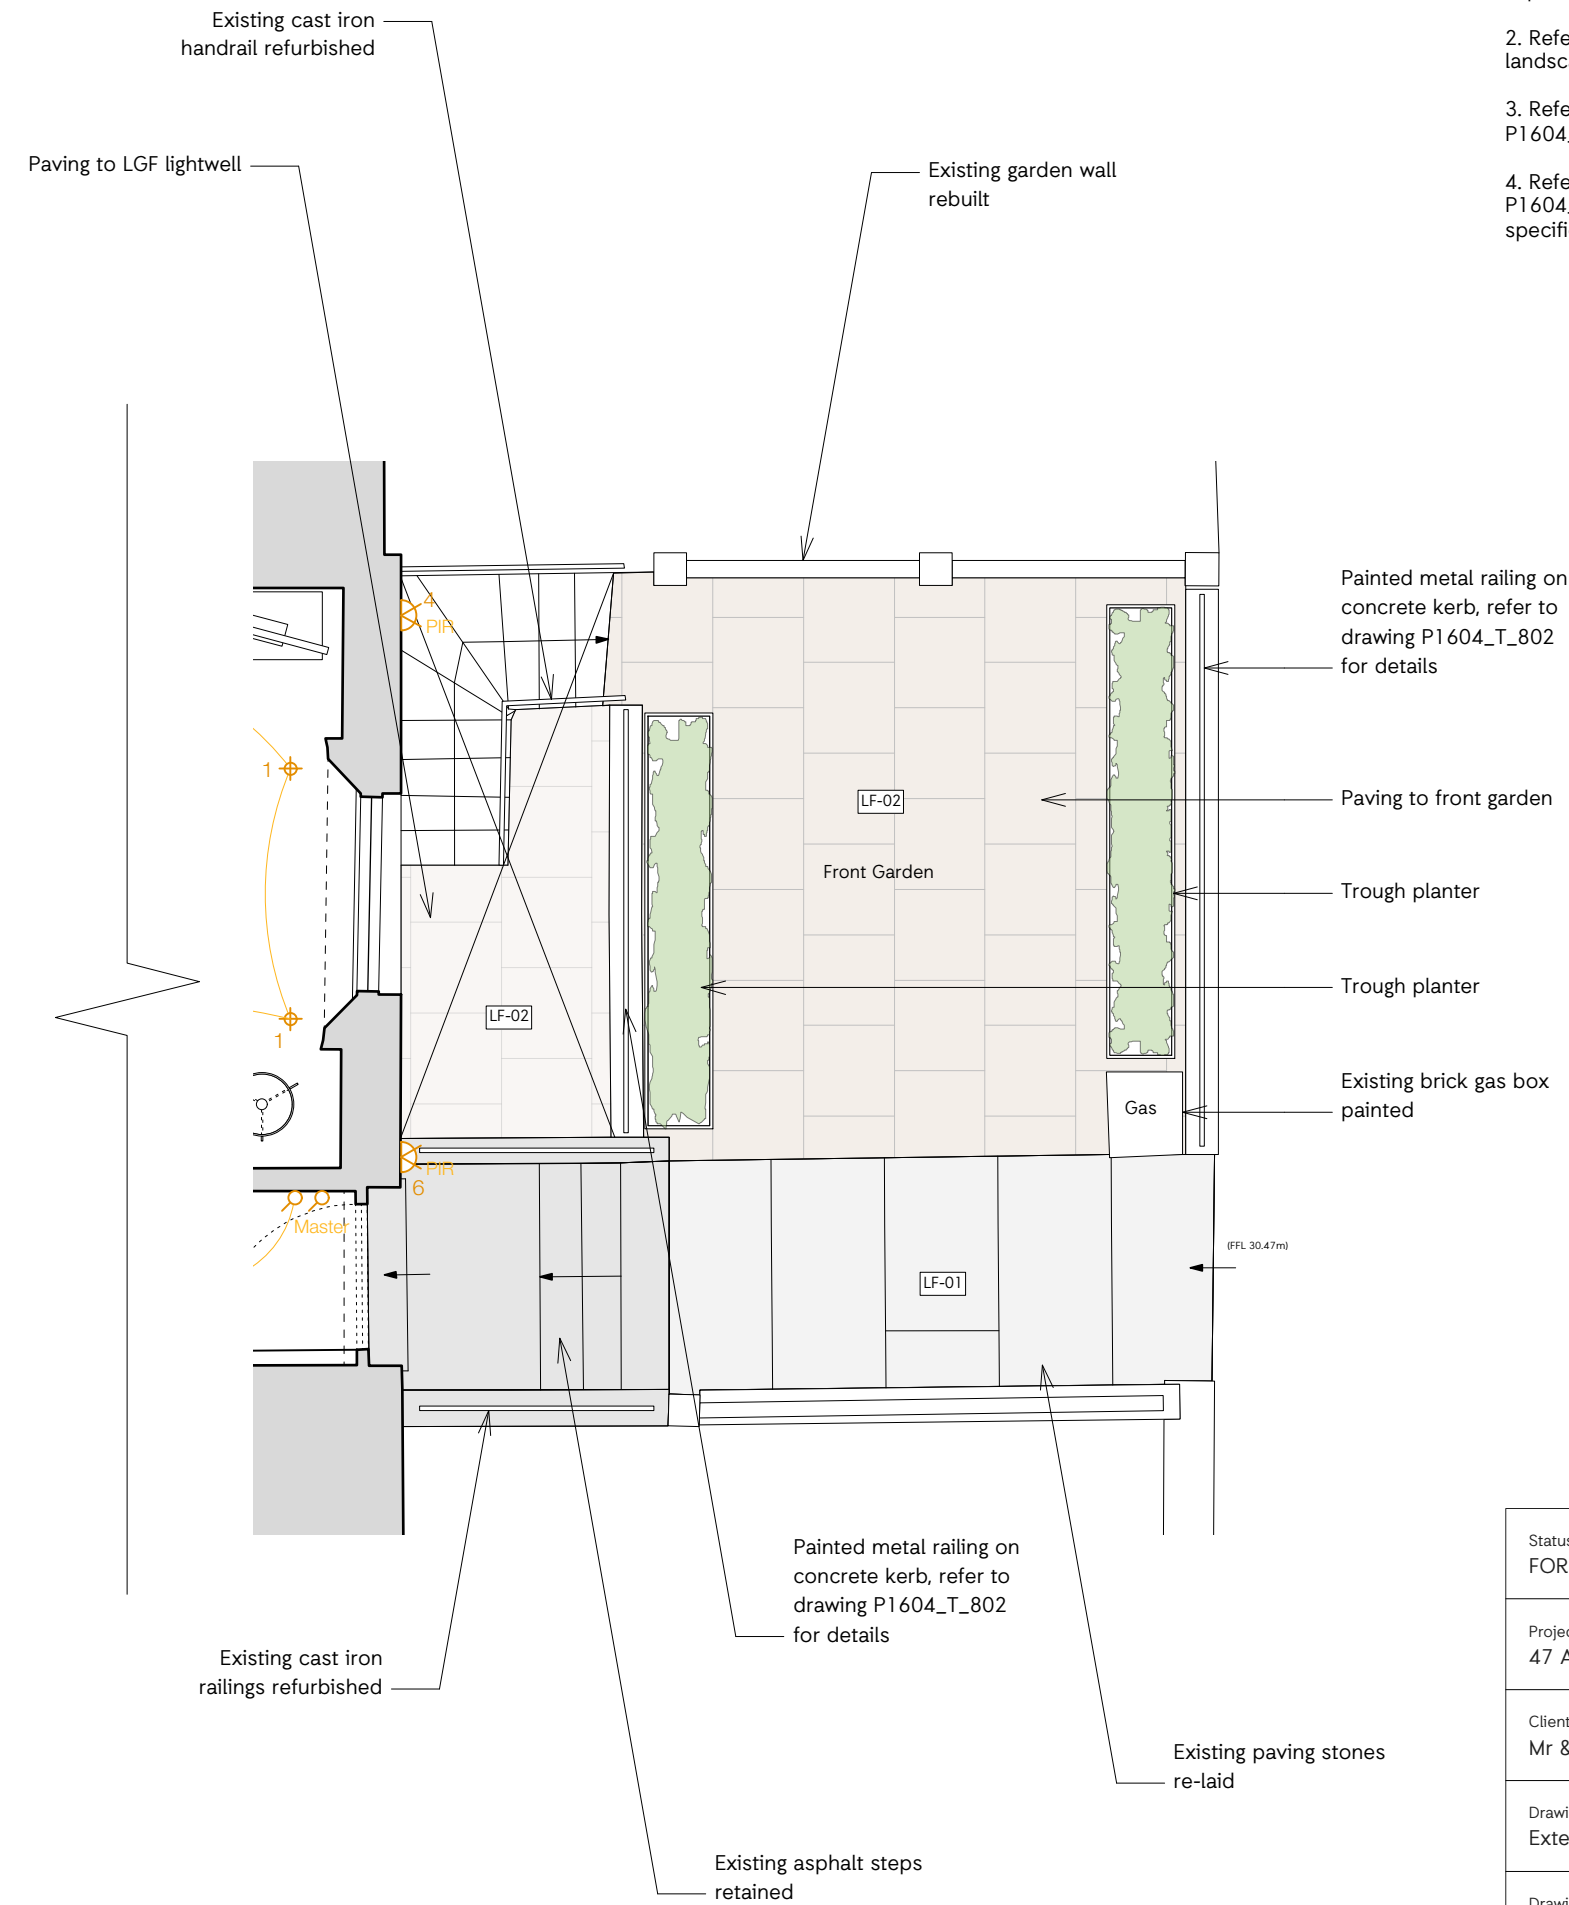 Existing cast iron
handrail refurbished
Paving to LGF lightwell
Existing garden wall
rebuilt
2. Refe
landsc
3. Refe
P1604_
4. Refe
P1604_
specifi
Painted metal railing on
concrete kerb, refer to
drawing P1604_T_802
for details
4
PIR
1
LF-02
Paving to front garden
Front Garden
Trough planter
Trough planter
LF-02
1
Existing brick gas box
painted
Gas
PIR
6
Master
(FFL 30.47m)
LF-01
Painted metal railing on
concrete kerb, refer to
drawing P1604_T_802
for details
Existing cast iron
railings refurbished
Existing paving stones
re-laid
Existing asphalt steps
retained
Status
FOR
Projec
47 A
Client
Mr &
Drawi
Exte
Drawi